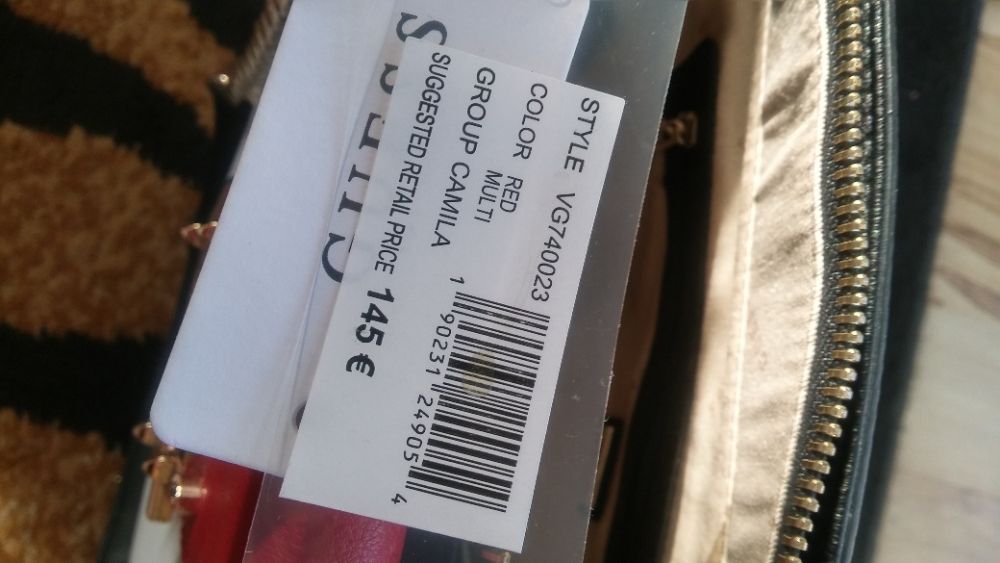 STYLE VG740023
COLOR RED
MULTI
GROUP CAMILA
SUGGESTED RETAIL PRICE 145 €
1 90231 24905 4